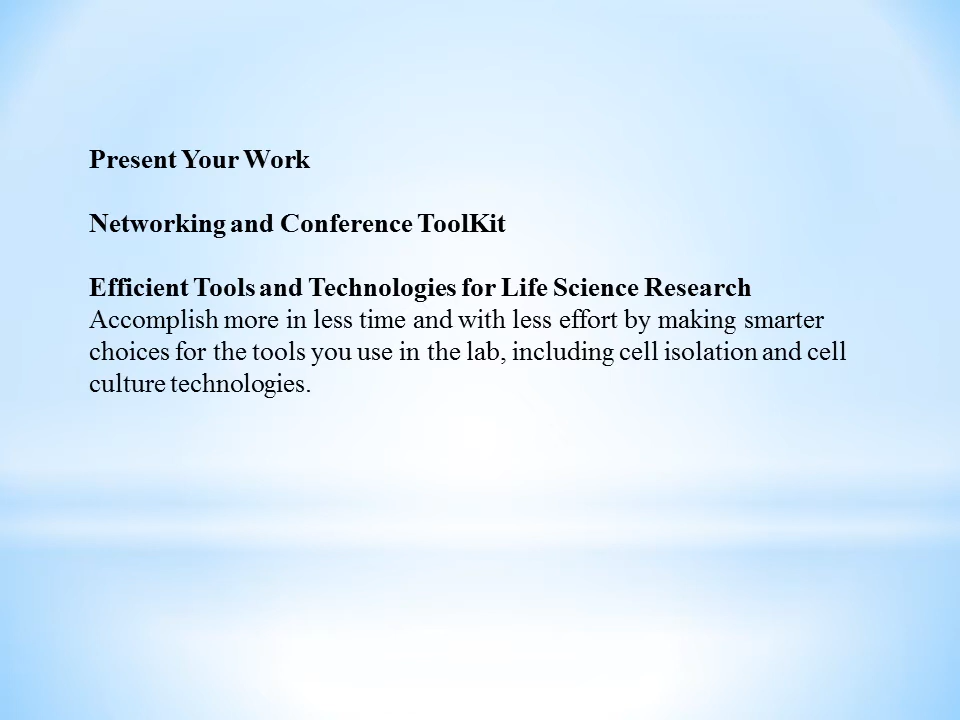 Present Your Work
Networking and Conference ToolKit
Efficient Tools and Technologies for Life Science Research
Accomplish more in less time and with less effort by making smarter
choices for the tools you use in the lab, including cell isolation and cell
culture technologies.